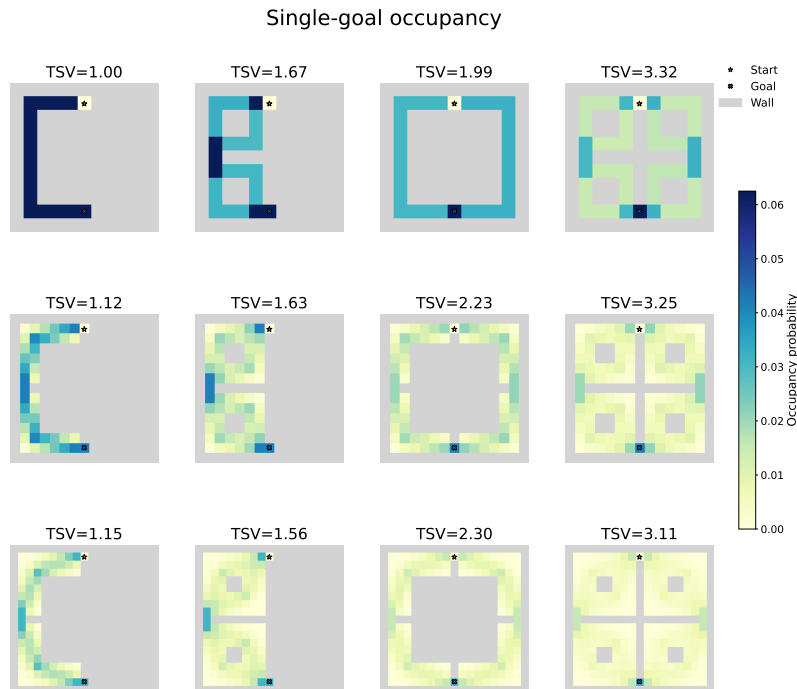 Single-goal occupancy
TSV=1.00
TSV=1.67
TSV=1.99
TSV=3.32
Start
Goal
Wall
TSV=1.12
TSV=1.63
TSV=2.23
TSV=3.25
TSV=1.15
TSV=1.56
TSV=2.30
TSV=3.11
0.06
0.05
0.04
0.03
0.02
0.01
0.00
Occupancy probability